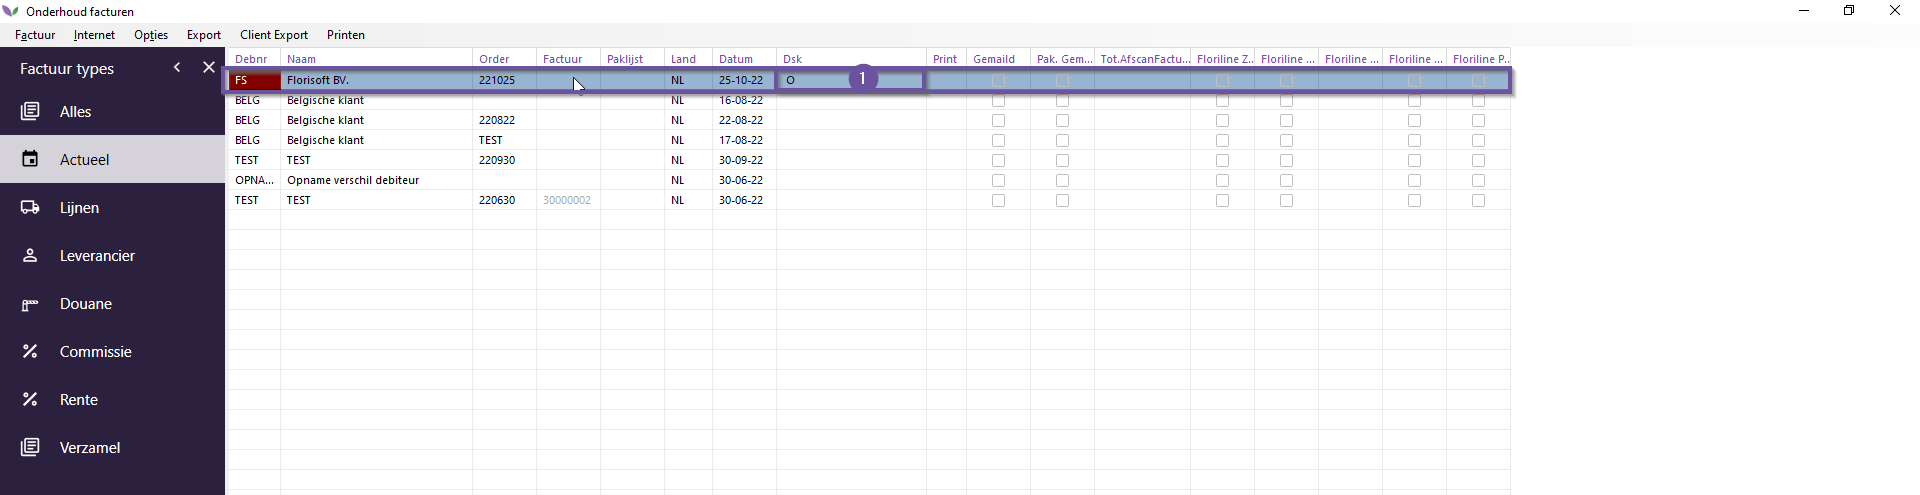 Onderhoud facturen
Factuur Internet Opties Export Client Export Printen
Factuur types
Alles
Actueel
Lijnen
Leverancier
Douane
Commissie
Rente
Verzamel
Debnr Naam Order Factuur Paklijst Land Datum Dsk Print Gemaild Pak. Gem... Tot.AfscanFactu... Floriline Z.. Floriline ... Floriline ... Floriline ... Floriline P..
FS Florisoft BV. 221025 NL 25-10-22 O 1
BELG Belgische klant NL 16-08-22
BELG Belgische klant 220822 NL 22-08-22
BELG Belgische klant TEST NL 17-08-22
TEST TEST 220930 NL 30-09-22
OPNA... Opname verschil debiteur NL 30-06-22
TEST TEST 220630 30000002 NL 30-06-22